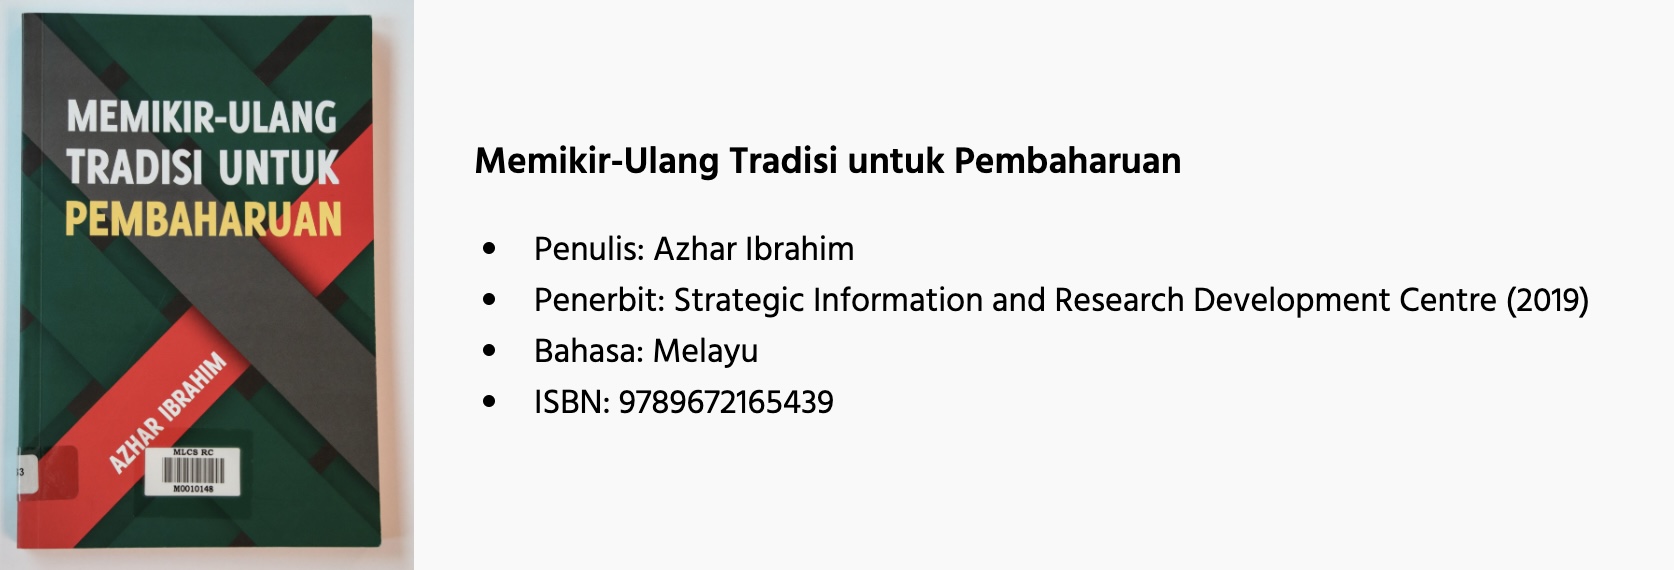 MEMIKIR-ULANG
TRADISI UNTUK
PEMBAHARUAN
AZHAR IBRAHIM
33
MLCS RC
M0010148
Memikir-Ulang Tradisi untuk Pembaharuan
• Penulis: Azhar Ibrahim
• Penerbit: Strategic Information and Research Development Centre (2019)
• Bahasa: Melayu
• ISBN: 9789672165439